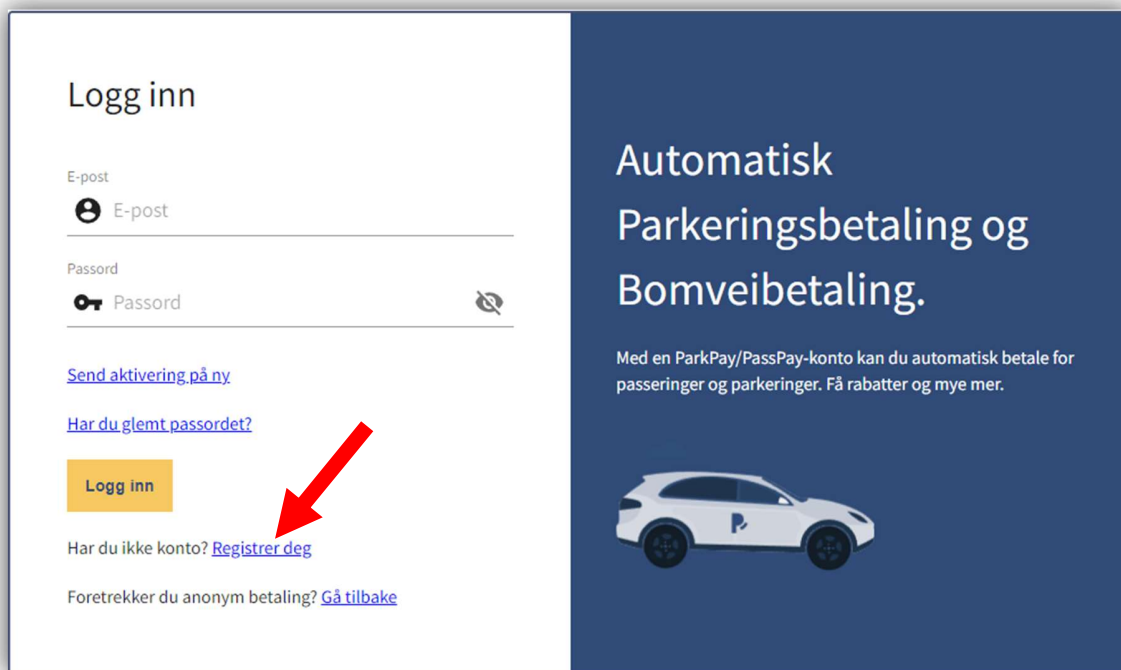 Logg inn
E-post
E-post
Passord
Passord
Send aktivering på ny
Har du glemt passordet?
Logg inn
Har du ikke konto? Registrer deg
Foretrekker du anonym betaling? Gå tilbake
Automatisk
Parkeringsbetaling og
Bomveibetaling.
Med en ParkPay/PassPay-konto kan du automatisk betale for
passeringer og parkeringer. Få rabatter og mye mer.
P